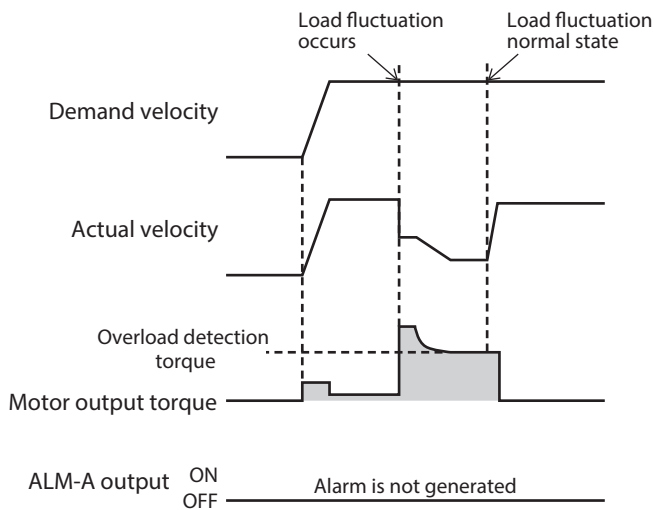 Load fluctuation
occurs
Load fluctuation
normal state
Demand velocity
Actual velocity
Overload detection
torque
Motor output torque
ALM-A output
ON
OFF
Alarm is not generated